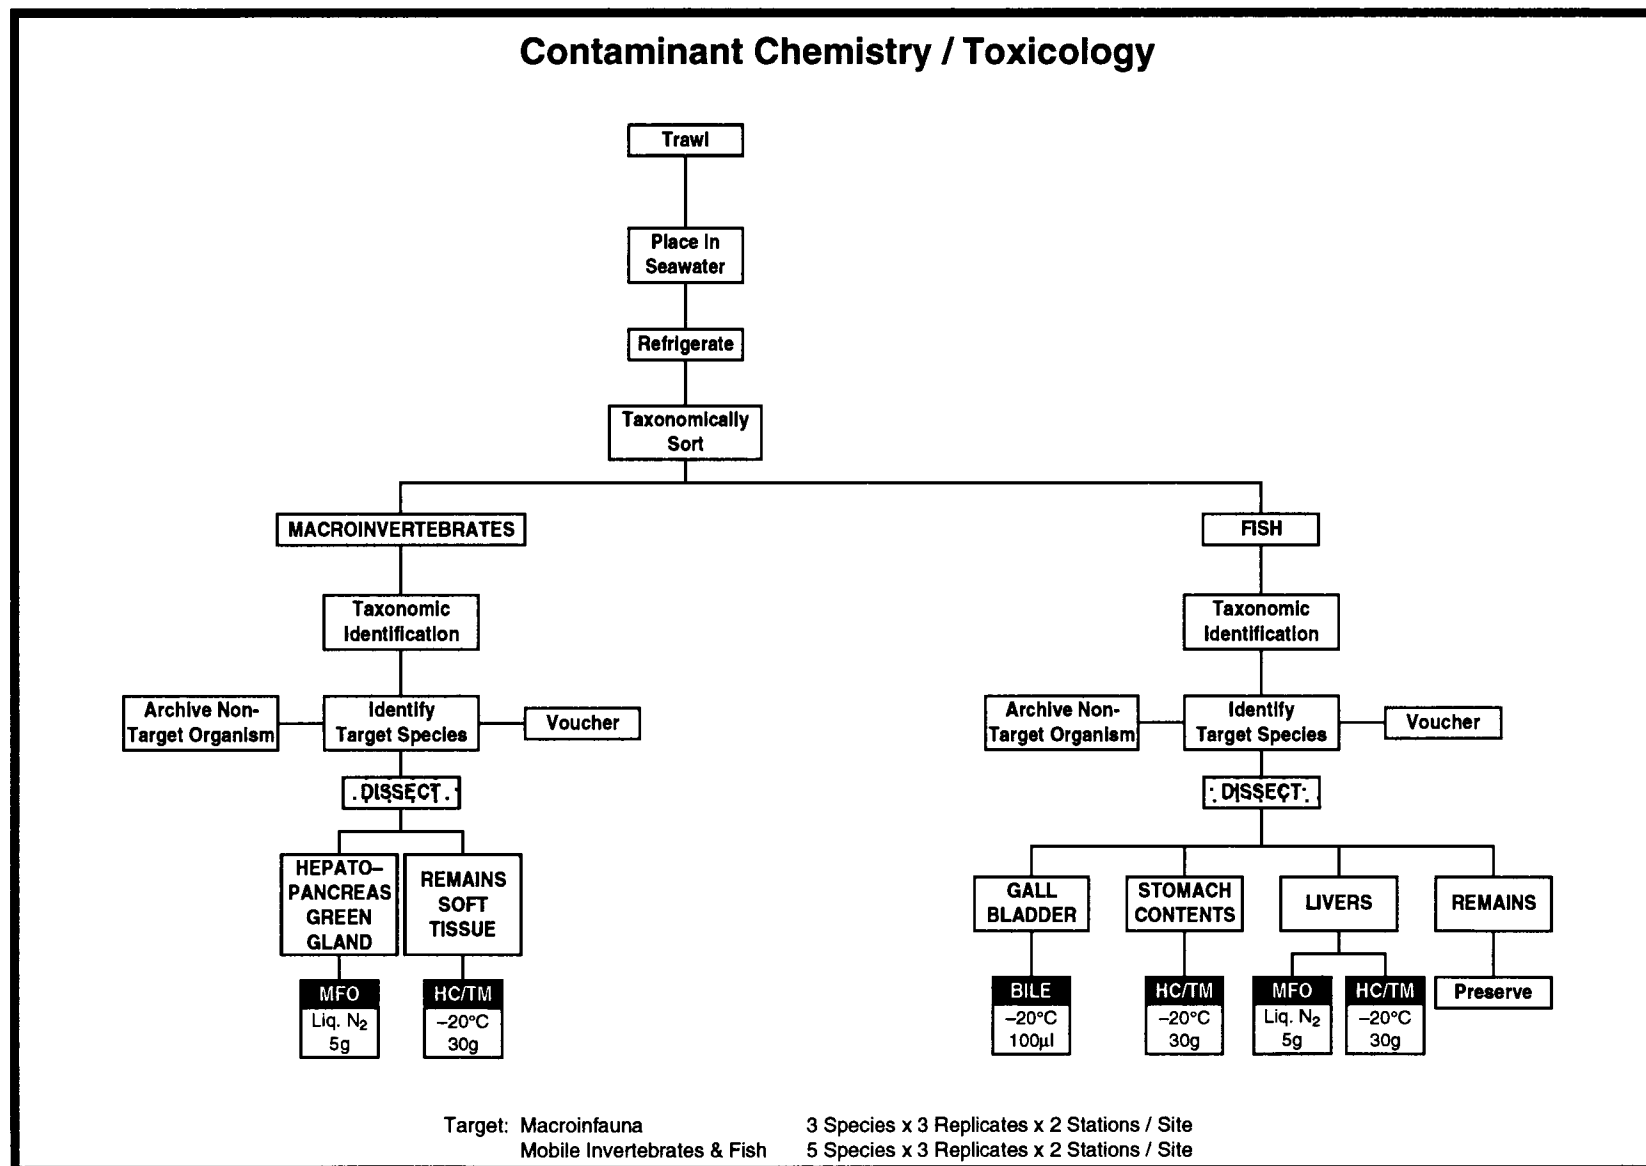 Contaminant Chemistry / Toxicology
Trawl
Place In
Seawater
Refrigerate
Taxonomically
Sort
MACROINVERTEBRATES
FISH
Taxonomic
Identification
Taxonomic
Identification
Archive Non-
Target Organism
Identify
Target Species
Voucher
Archive Non-
Target Organism
Identify
Target Species
Voucher
DISSECT
DISSECT
HEPATO–
PANCREAS
GREEN
GLAND
REMAINS
SOFT
TISSUE
GALL
BLADDER
STOMACH
CONTENTS
LIVERS
REMAINS
MFO
Liq. N₂
5g
HC/TM
–20°C
30g
BILE
–20°C
100µl
HC/TM
–20°C
30g
MFO
Liq. N₂
5g
HC/TM
–20°C
30g
Preserve
Target: Macroinfauna 3 Species x 3 Replicates x 2 Stations / Site
Mobile Invertebrates & Fish 5 Species x 3 Replicates x 2 Stations / Site